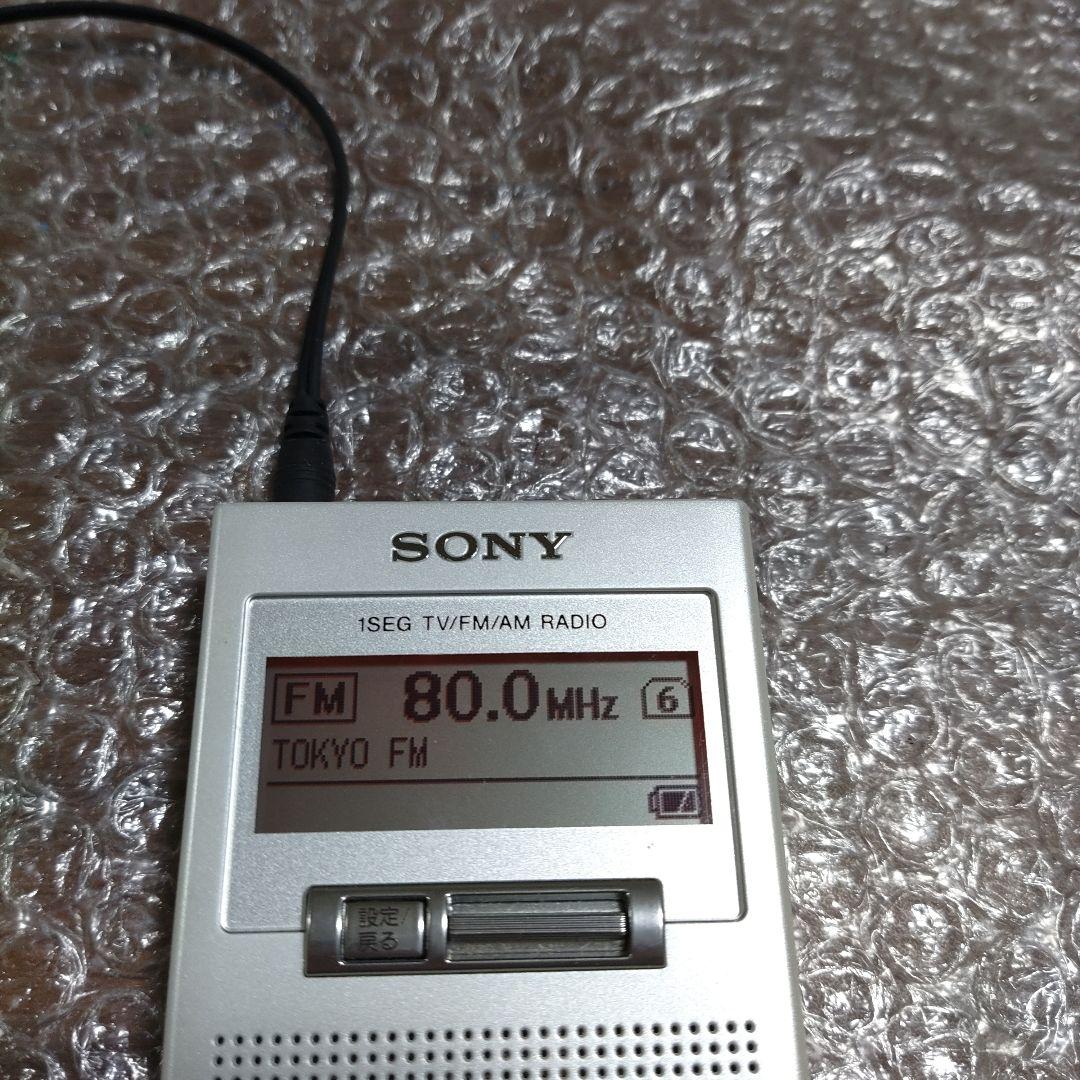 SONY
1SEG TV/FM/AM RADIO
FM 80.0MHz 6
TOKYO FM
設定/
戻る